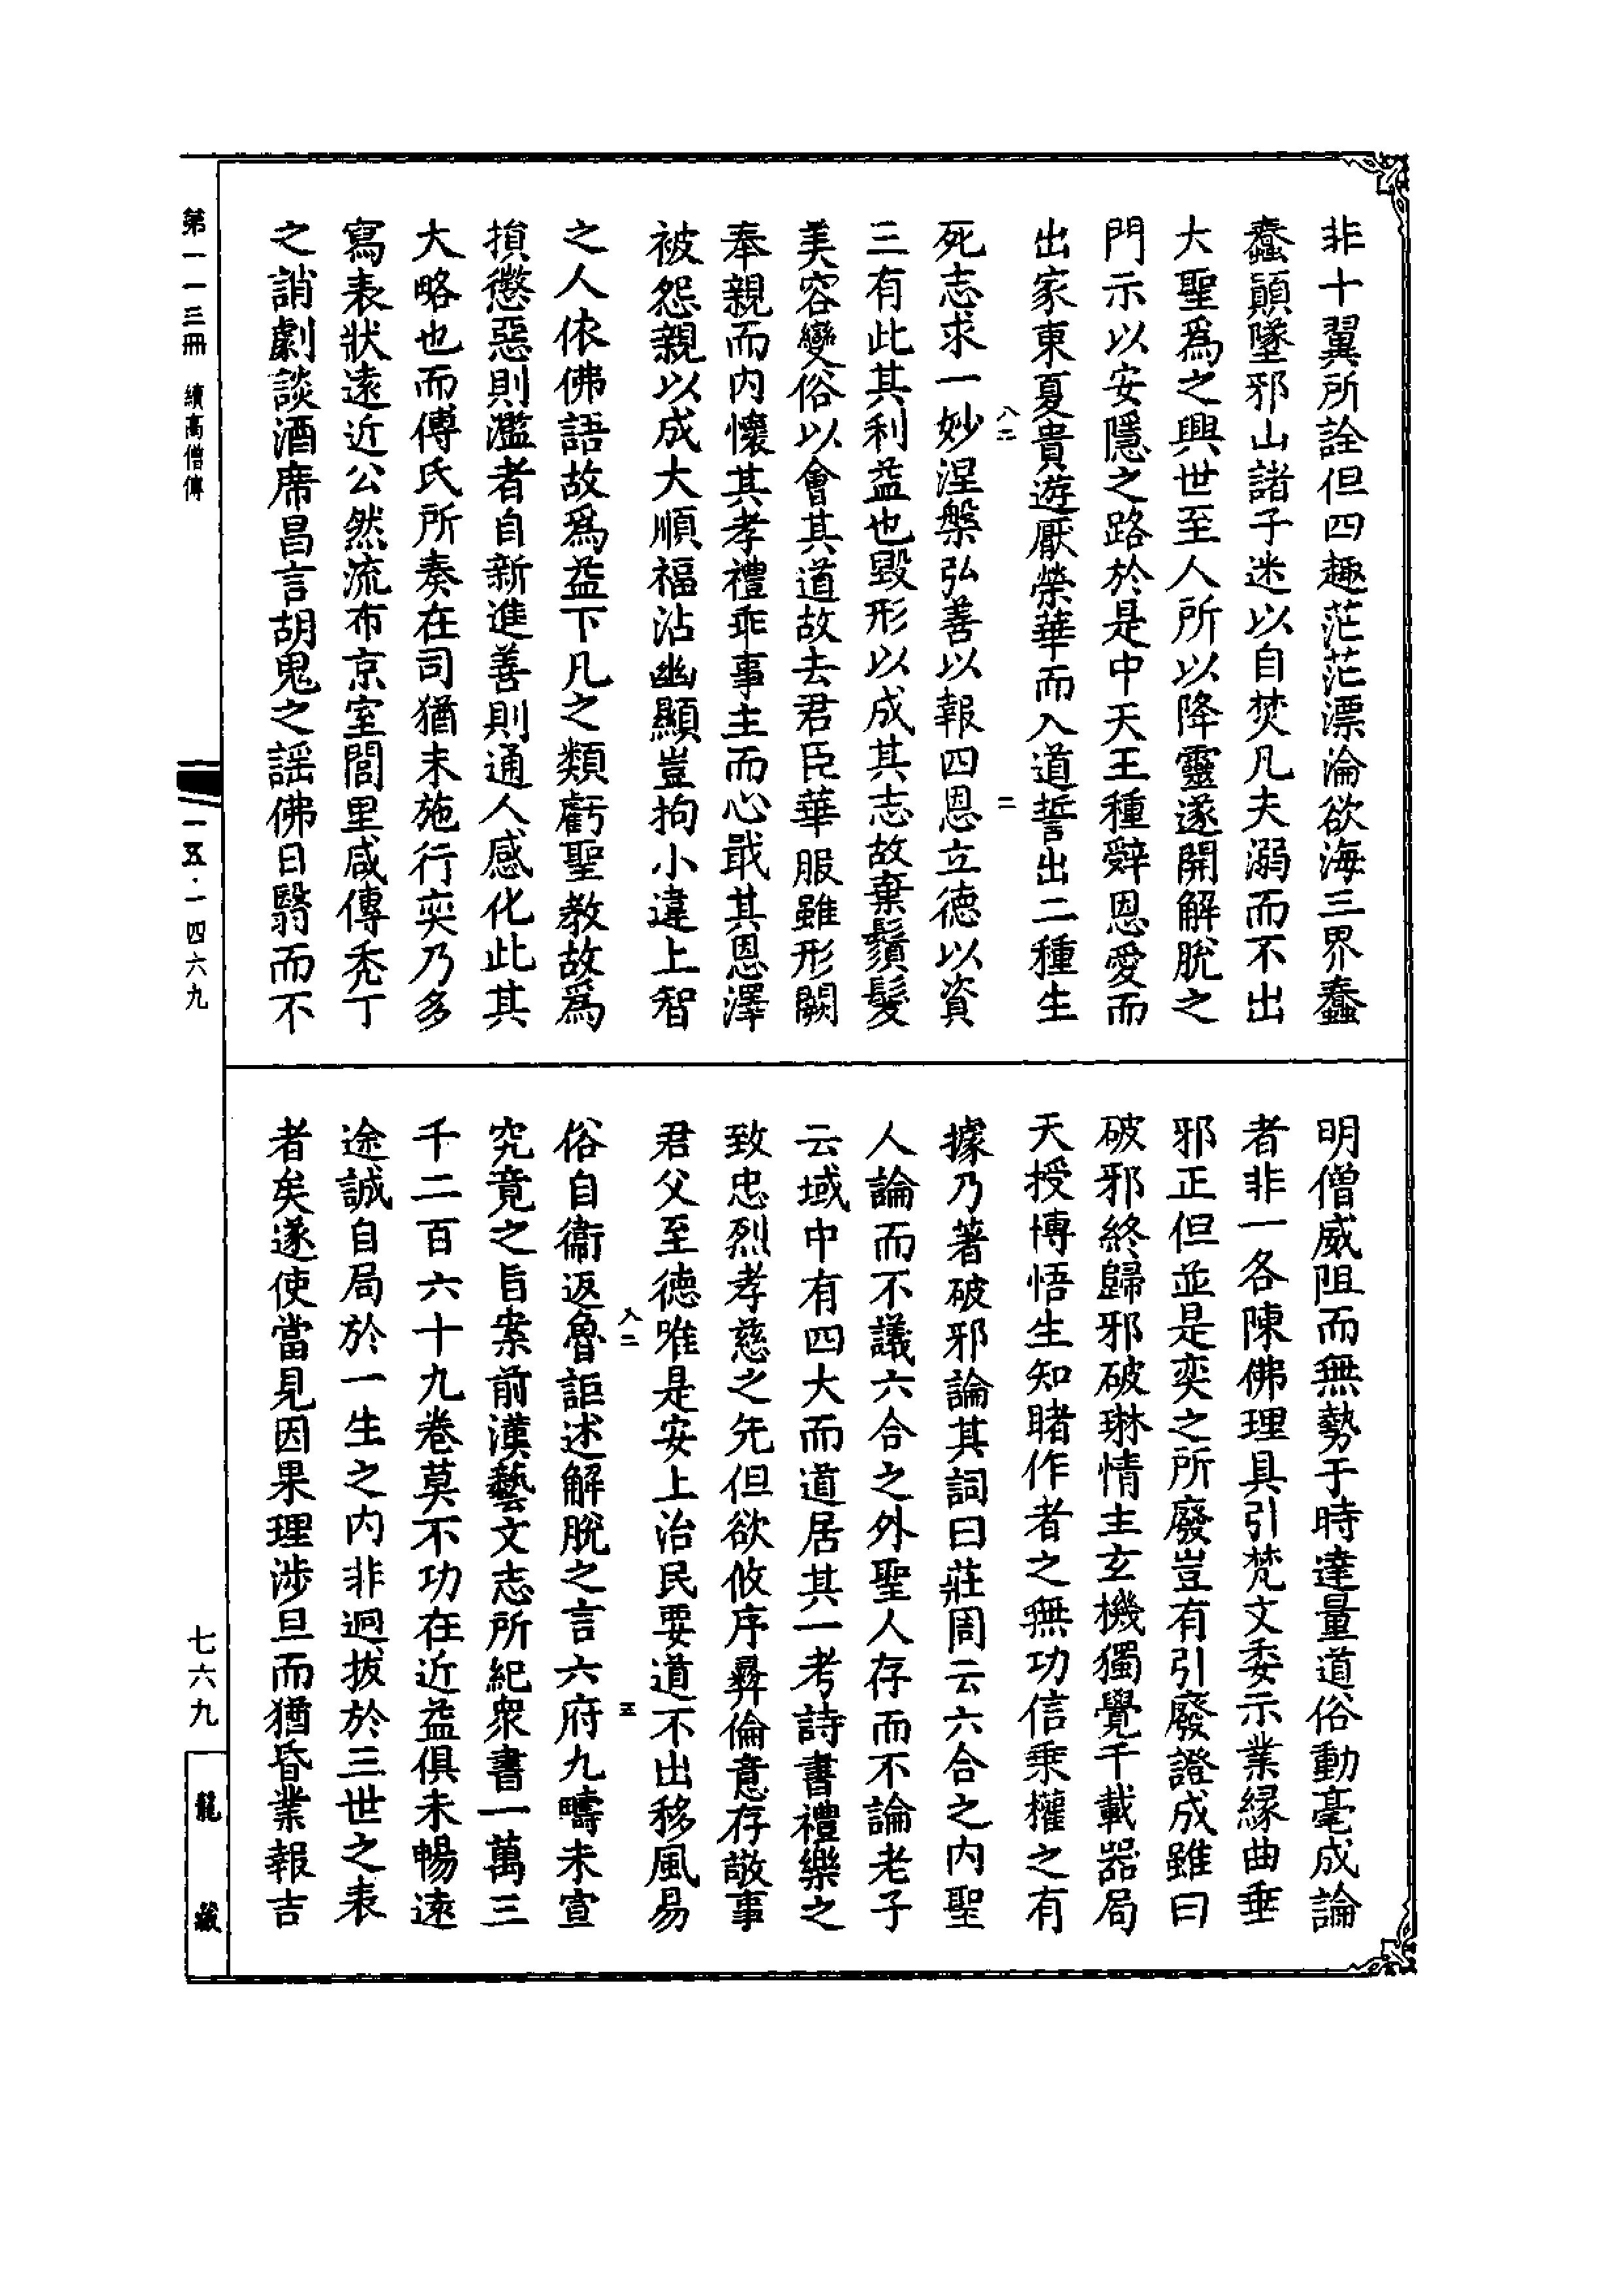 非十翼所詮但四趣茫茫漂淪欲海三界蠢
蠢顛墜邪山諸子迷以自焚凡夫溺而不出
大聖爲之興世至人所以降靈遂開解脫之
門示以安隱之路於是中天王種辭恩愛而
出家東夏貴遊厭榮華而入道誓出二種生
八二
二
死志求一妙涅槃弘善以報四恩立德以資
三有此其利益也毀形以成其志故棄鬚髮
美容變俗以會其道故去君臣華服雖形闕
奉親而內懷其孝禮乖事主而心戢其恩澤
被怨親以成大順福沾幽顯豈拘小違上智
之人依佛語故爲益下凡之類虧聖教故爲
損懲惡則濫者自新進善則通人感化此其
大略也而傅氏所奏在司猶未施行奕乃多
寫表狀遠近公然流布京室閭里咸傳禿丁
之誚劇談酒席昌言胡鬼之謠佛日翳而不
明僧威阻而無勢于時達量道俗動毫成論
者非一各陳佛理具引梵文委示業緣曲垂
邪正但並是奕之所廢豈有引廢證成雖曰
破邪終歸邪破琳情主玄機獨覺千載器局
天授博悟生知睹作者之無功信乘權之有
據乃著破邪論其詞曰莊周云六合之內聖
人論而不議六合之外聖人存而不論老子
云域中有四大而道居其一考詩書禮樂之
致忠烈孝慈之先但欲攸序彝倫意存敬事
君父至德唯是安上治民要道不出移風易
八二
五
俗自衞返魯詎述解脫之言六府九疇未宣
究竟之旨案前漢藝文志所紀衆書一萬三
千二百六十九卷莫不功在近益俱未暢遠
途誠自局於一生之內非迥拔於三世之表
者矣遂使當見因果理涉旦而猶昏業報吉
第一一三冊 續高僧傳
一五·一四六九
七六九
龍藏